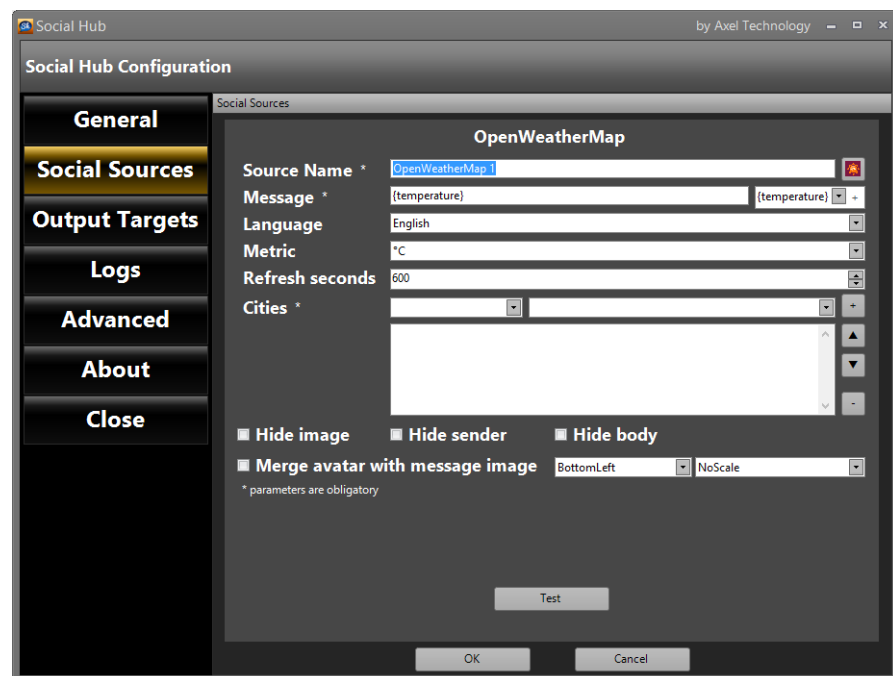 Social Hub by Axel Technology
Social Hub Configuration
General
Social Sources
Output Targets
Logs
Advanced
About
Close
Social Sources
OpenWeatherMap
Source Name * OpenWeatherMap 1
Message * {temperature} {temperature} +
Language English
Metric °C
Refresh seconds 600
Cities * +
-
Hide image Hide sender Hide body
Merge avatar with message image BottomLeft NoScale
* parameters are obligatory
Test
OK Cancel